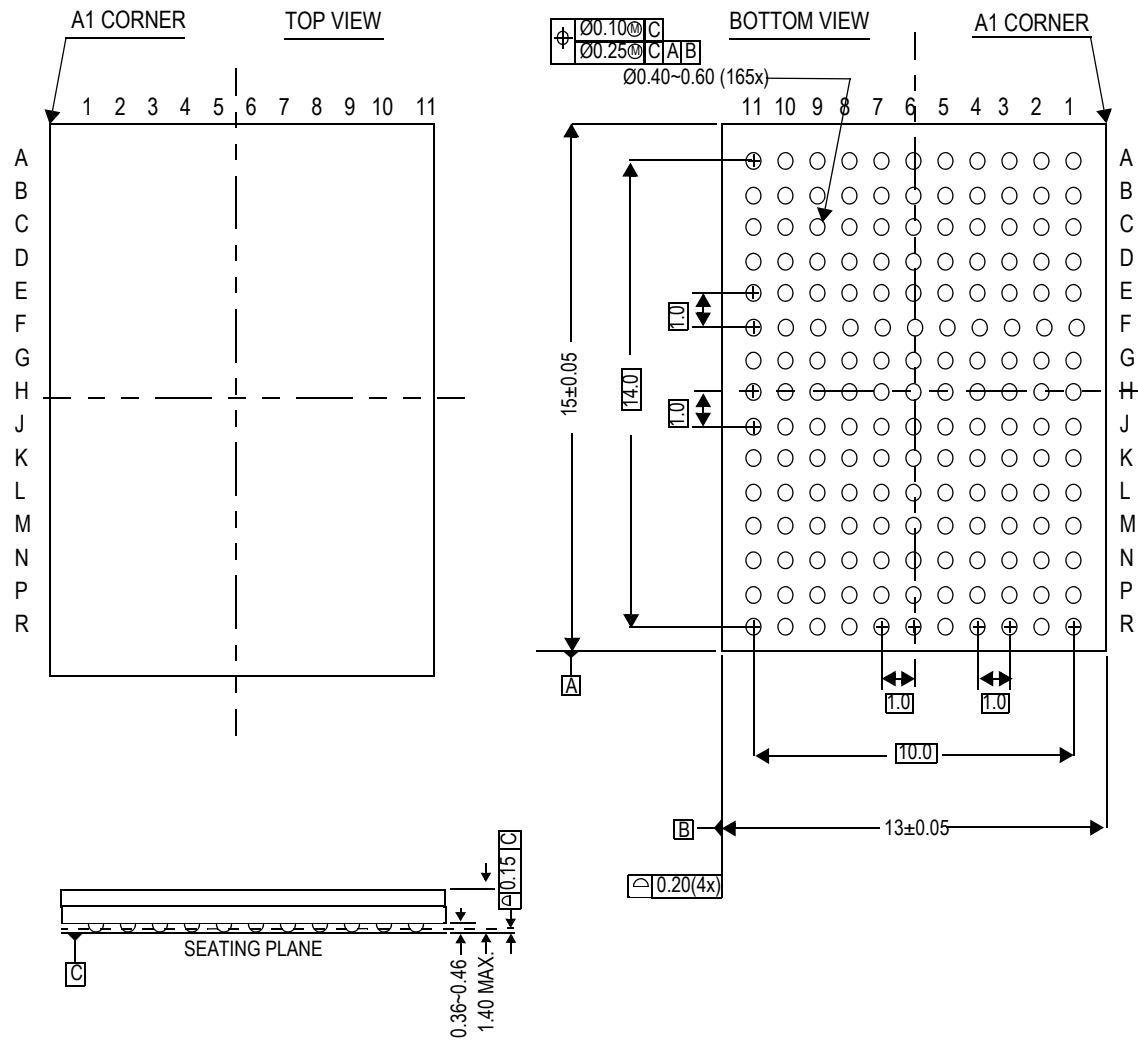 A1 CORNER
TOP VIEW
1 2 3 4 5 6 7 8 9 10 11
A
B
C
D
E
F
G
H
J
K
L
M
N
P
R
Ø0.10Ⓜ C
Ø0.25Ⓜ C A B
BOTTOM VIEW
A1 CORNER
Ø0.40~0.60 (165x)
11 10 9 8 7 6 5 4 3 2 1
A
B
C
D
E
F
G
H
J
K
L
M
N
P
R
1.0
1.0
14.0
15±0.05
A
1.0
1.0
10.0
B
13±0.05
0.20(4x)
0.15 C
SEATING PLANE
C
0.36~0.46
1.40 MAX.